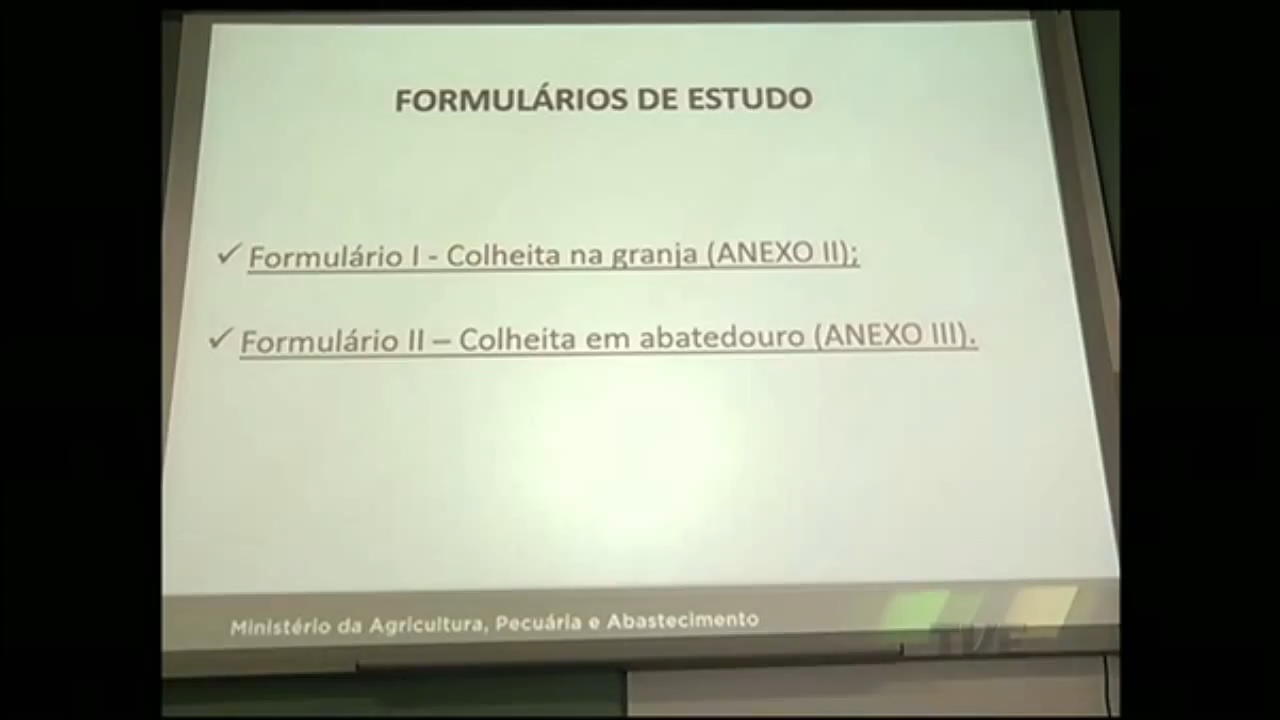 FORMULÁRIOS DE ESTUDO
✓ Formulário I - Colheita na granja (ANEXO II);
✓ Formulário II – Colheita em abatedouro (ANEXO III).
Ministério da Agricultura, Pecuária e Abastecimento
TVE